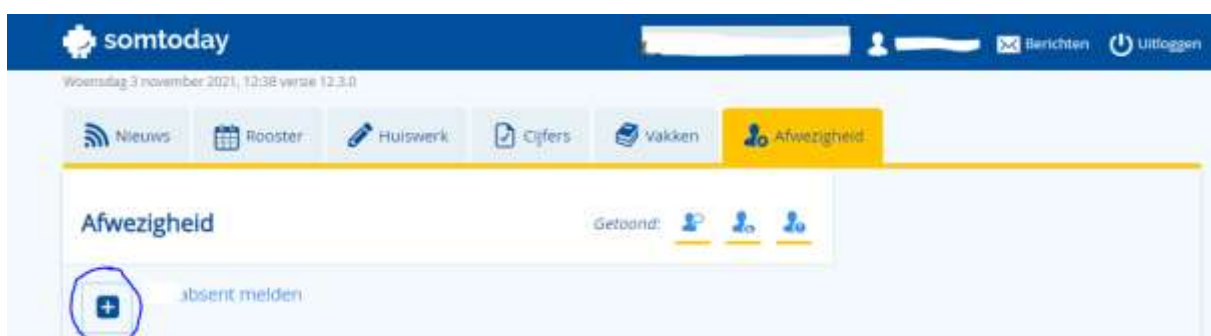 somtoday
Berichten
Uitloggen
Woensdag 3 november 2021, 12:38 versie 12.3.0
Nieuws
Rooster
Huiswerk
Cijfers
Vakken
Afwezigheid
Afwezigheid
Getoond:
absent melden